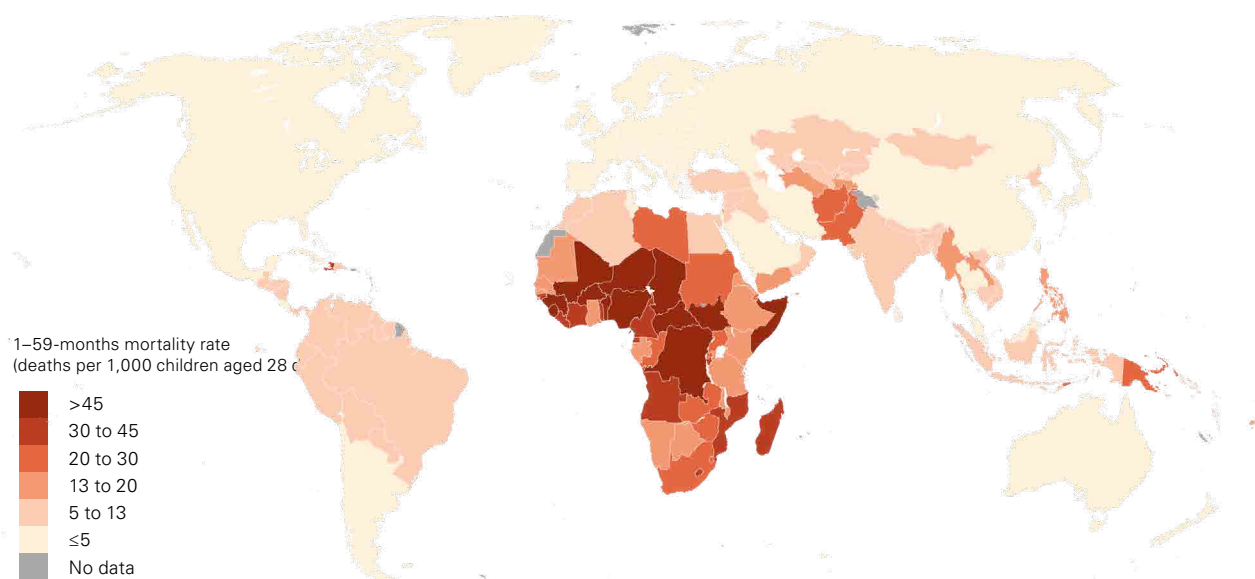 1–59-months mortality rate
(deaths per 1,000 children aged 28
>45
30 to 45
20 to 30
13 to 20
5 to 13
≤5
No data